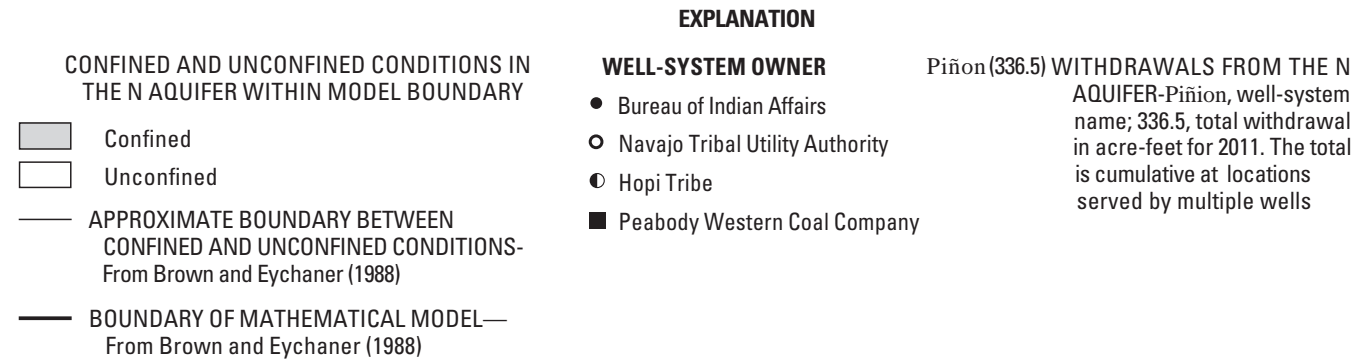 EXPLANATION
CONFINED AND UNCONFINED CONDITIONS IN
THE N AQUIFER WITHIN MODEL BOUNDARY
Confined
Unconfined
APPROXIMATE BOUNDARY BETWEEN
CONFINED AND UNCONFINED CONDITIONS-
From Brown and Eychaner (1988)
BOUNDARY OF MATHEMATICAL MODEL—
From Brown and Eychaner (1988)
WELL-SYSTEM OWNER
Bureau of Indian Affairs
Navajo Tribal Utility Authority
Hopi Tribe
Peabody Western Coal Company
Piñon (336.5) WITHDRAWALS FROM THE N
AQUIFER-Piñion, well-system
name; 336.5, total withdrawal
in acre-feet for 2011. The total
is cumulative at locations
served by multiple wells